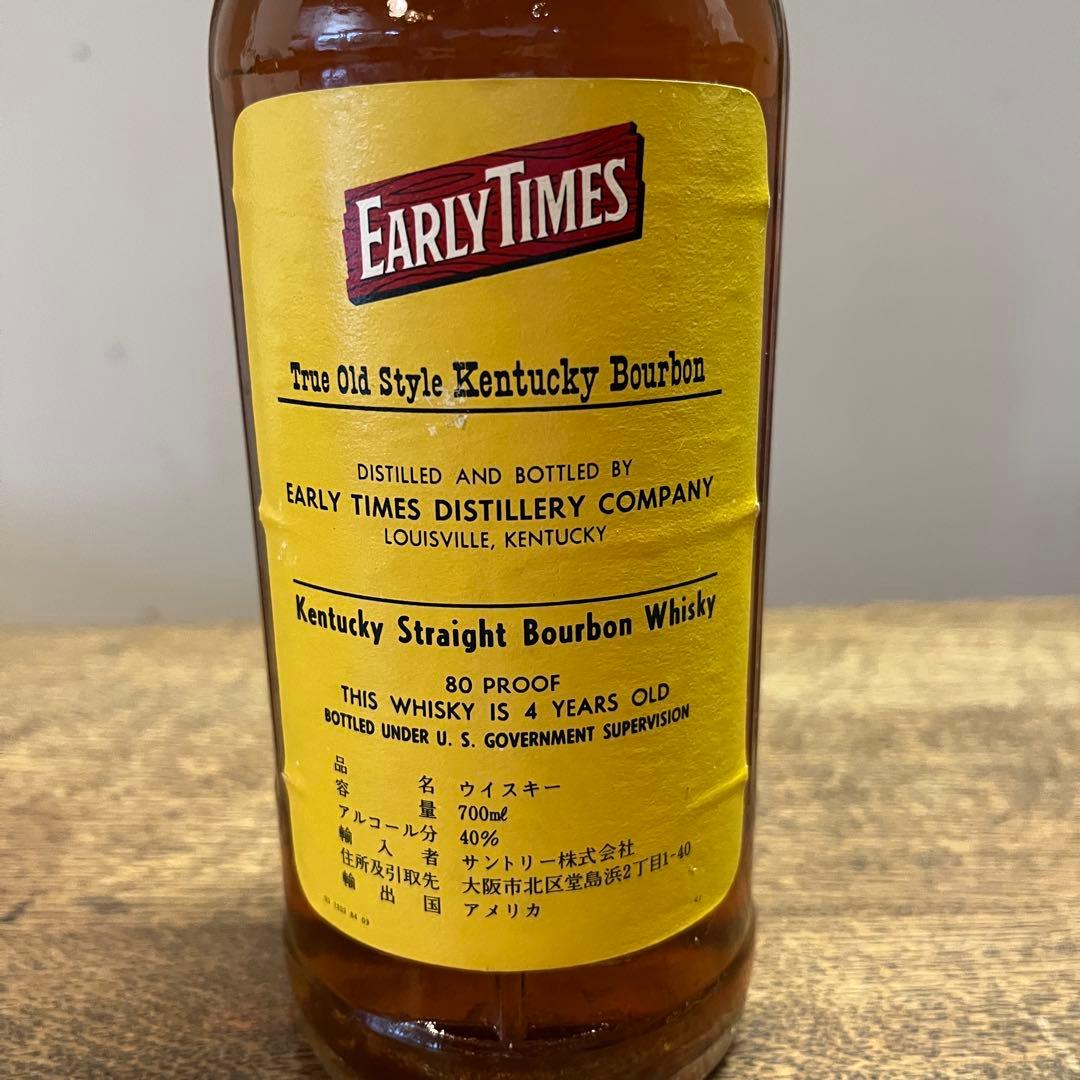 EARLY TIMES
True Old Style Kentucky Bourbon
DISTILLED AND BOTTLED BY
EARLY TIMES DISTILLERY COMPANY
LOUISVILLE, KENTUCKY
Kentucky Straight Bourbon Whisky
80 PROOF
THIS WHISKY IS 4 YEARS OLD
BOTTLED UNDER U. S. GOVERNMENT SUPERVISION
品名 ウイスキー
容量 700ml
アルコール分 40%
輸入者 サントリー株式会社
住所及引取先 大阪市北区堂島浜2丁目1-40
輸出国 アメリカ